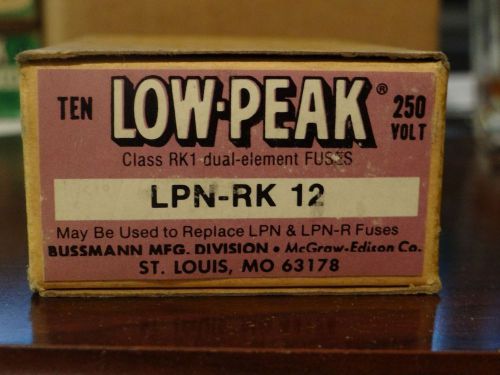 TEN LOW-PEAK® 250 VOLT
Class RK1 dual-element FUSES
LPN-RK 12
May Be Used to Replace LPN & LPN-R Fuses
BUSSMANN MFG. DIVISION • McGraw-Edison Co.
ST. LOUIS, MO 63178